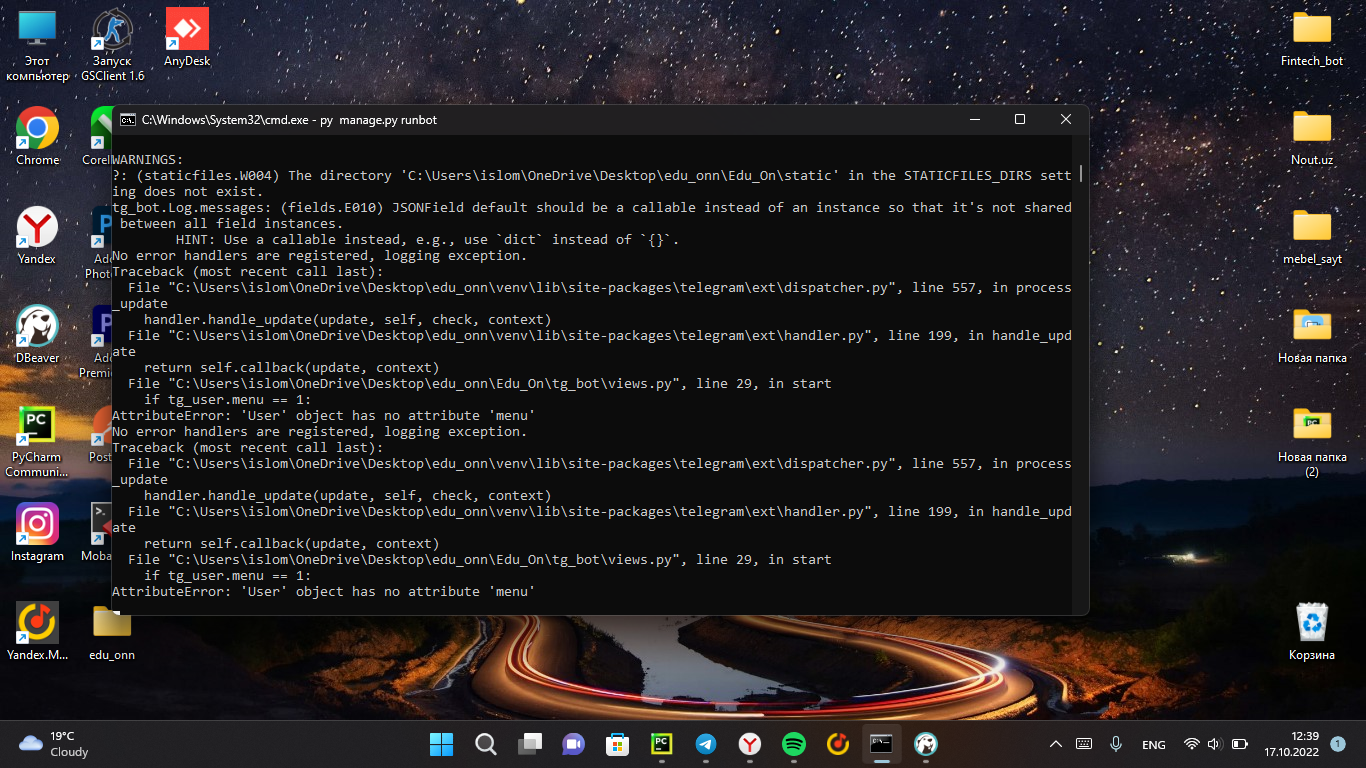 Этот
компьютер
Запуск
GSClient 1.6
AnyDesk
Chrome
Corel
Yandex
Ad
Phot
DBeaver
Ado
Premi
PyCharm
Communi...
Post
Instagram
Moba
Yandex.M...
edu_onn
C:\Windows\System32\cmd.exe - py  manage.py runbot
WARNINGS:
?: (staticfiles.W004) The directory 'C:\Users\islom\OneDrive\Desktop\edu_onn\Edu_On\static' in the STATICFILES_DIRS sett
ing does not exist.
tg_bot.Log.messages: (fields.E010) JSONField default should be a callable instead of an instance so that it's not shared
 between all field instances.
        HINT: Use a callable instead, e.g., use `dict` instead of `{}`.
No error handlers are registered, logging exception.
Traceback (most recent call last):
  File "C:\Users\islom\OneDrive\Desktop\edu_onn\venv\lib\site-packages\telegram\ext\dispatcher.py", line 557, in process
_update
    handler.handle_update(update, self, check, context)
  File "C:\Users\islom\OneDrive\Desktop\edu_onn\venv\lib\site-packages\telegram\ext\handler.py", line 199, in handle_upd
ate
    return self.callback(update, context)
  File "C:\Users\islom\OneDrive\Desktop\edu_onn\Edu_On\tg_bot\views.py", line 29, in start
    if tg_user.menu == 1:
AttributeError: 'User' object has no attribute 'menu'
No error handlers are registered, logging exception.
Traceback (most recent call last):
  File "C:\Users\islom\OneDrive\Desktop\edu_onn\venv\lib\site-packages\telegram\ext\dispatcher.py", line 557, in process
_update
    handler.handle_update(update, self, check, context)
  File "C:\Users\islom\OneDrive\Desktop\edu_onn\venv\lib\site-packages\telegram\ext\handler.py", line 199, in handle_upd
ate
    return self.callback(update, context)
  File "C:\Users\islom\OneDrive\Desktop\edu_onn\Edu_On\tg_bot\views.py", line 29, in start
    if tg_user.menu == 1:
AttributeError: 'User' object has no attribute 'menu'
Fintech_bot
Nout.uz
mebel_sayt
Новая папка
Новая папка
(2)
Корзина
19°C
Cloudy
ENG
12:39
17.10.2022
1